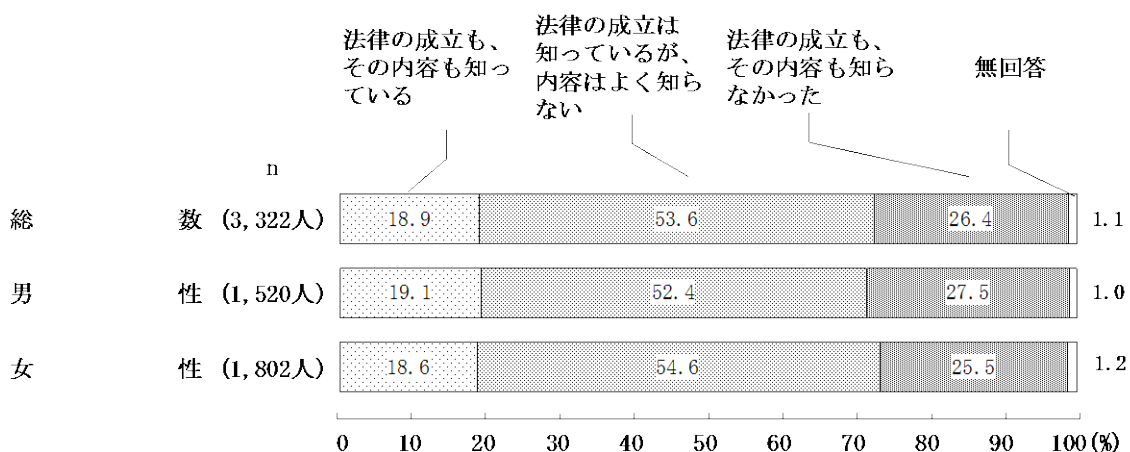 法律の成立も、
その内容も知っ
ている
法律の成立は
知っているが、
内容はよく知ら
ない
法律の成立も、
その内容も知ら
なかった
無回答
n
総 数 (3,322人) 18.9 53.6 26.4 1.1
男 性 (1,520人) 19.1 52.4 27.5 1.0
女 性 (1,802人) 18.6 54.6 25.5 1.2
0 10 20 30 40 50 60 70 80 90 100(%)